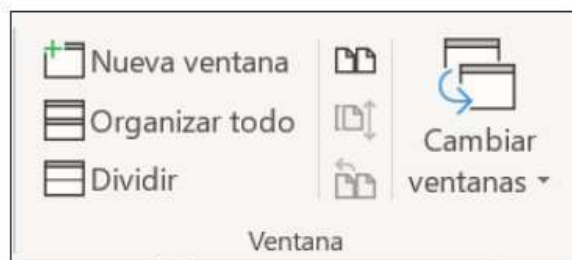 Nueva ventana
Organizar todo
Dividir
Cambiar
ventanas
Ventana